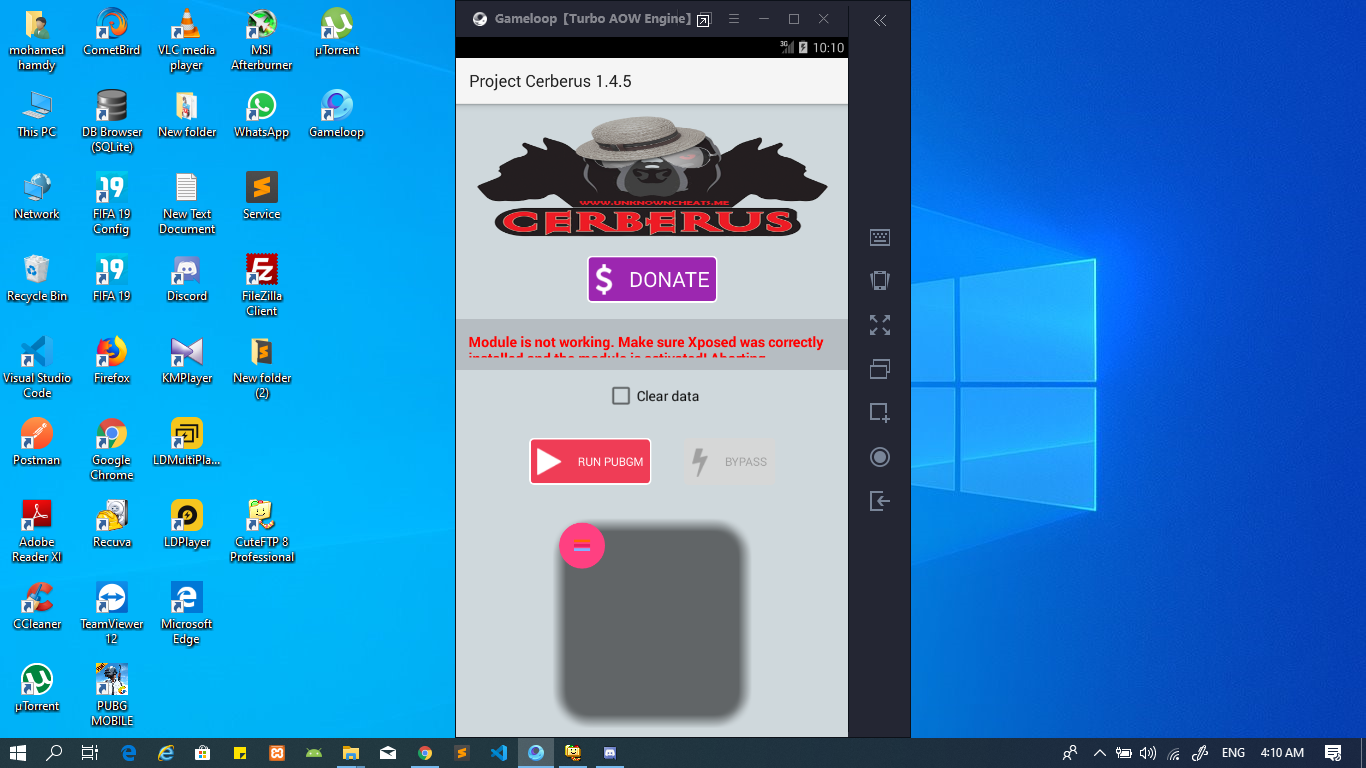 mohamed
hamdy
CometBird
VLC media
player
MSI
Afterburner
µTorrent
This PC
DB Browser
(SQLite)
New folder
WhatsApp
Gameloop
Network
19
FIFA 19
Config
New Text
Document
Service
Recycle Bin
19
FIFA 19
Discord
Fz
FileZilla
Client
Visual Studio
Code
Firefox
KMPlayer
New folder
(2)
Postman
Google
Chrome
LDMultiPla...
Adobe
Reader XI
Recuva
LDPlayer
CuteFTP 8
Professional
CCleaner
TeamViewer
12
Microsoft
Edge
µTorrent
PUBG
MOBILE
Gameloop [Turbo AOW Engine]
3G 10:10
Project Cerberus 1.4.5
WWW.UNKNOWNCHEATS.ME
CERBERUS
$ DONATE
Module is not working. Make sure Xposed was correctly
installed and the module is activated! Aborting
Clear data
RUN PUBGM
BYPASS
ENG
4:10 AM